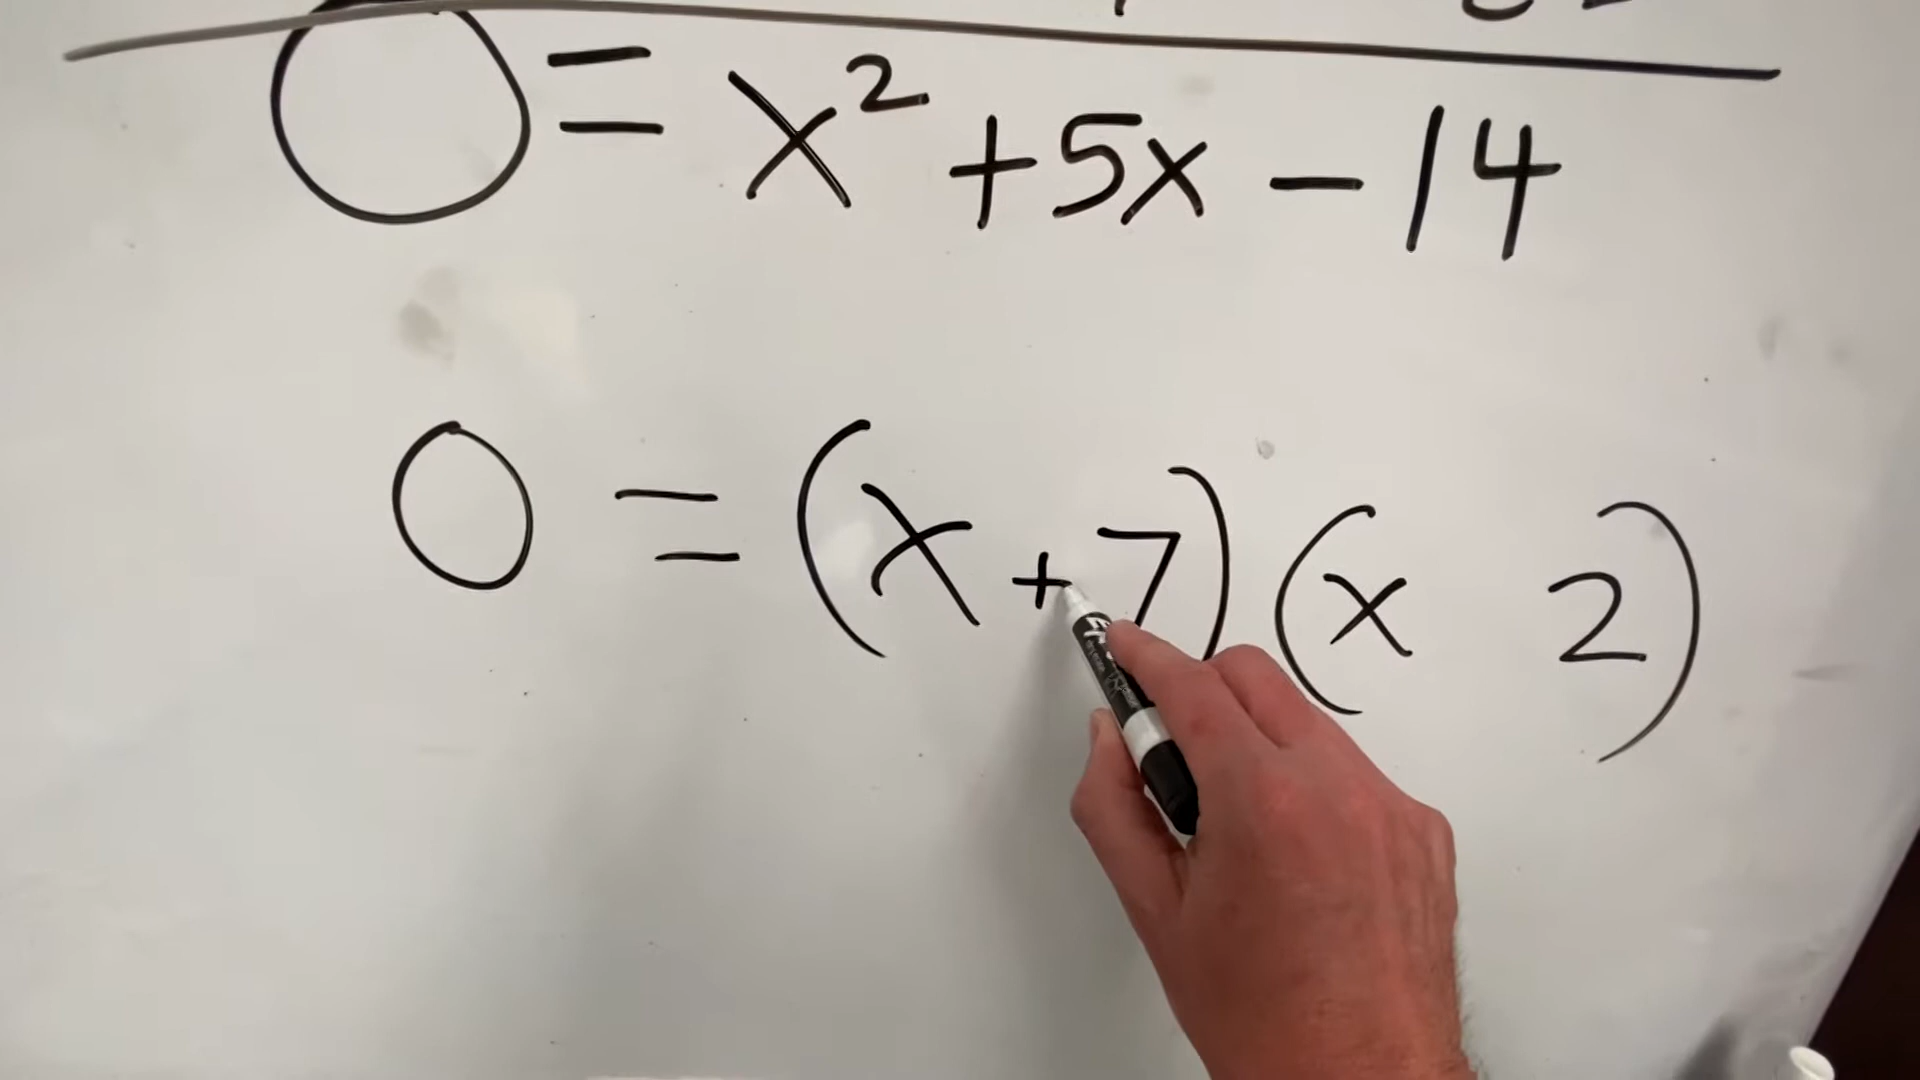 0 = x² + 5x - 14
0 = (x + 7)(x 2)